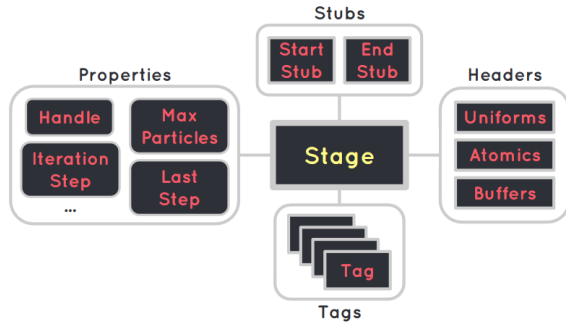 Stubs
Start
Stub
End
Stub
Properties
Handle
Max
Particles
Iteration
Step
Last
Step
...
Stage
Headers
Uniforms
Atomics
Buffers
Tag
Tags